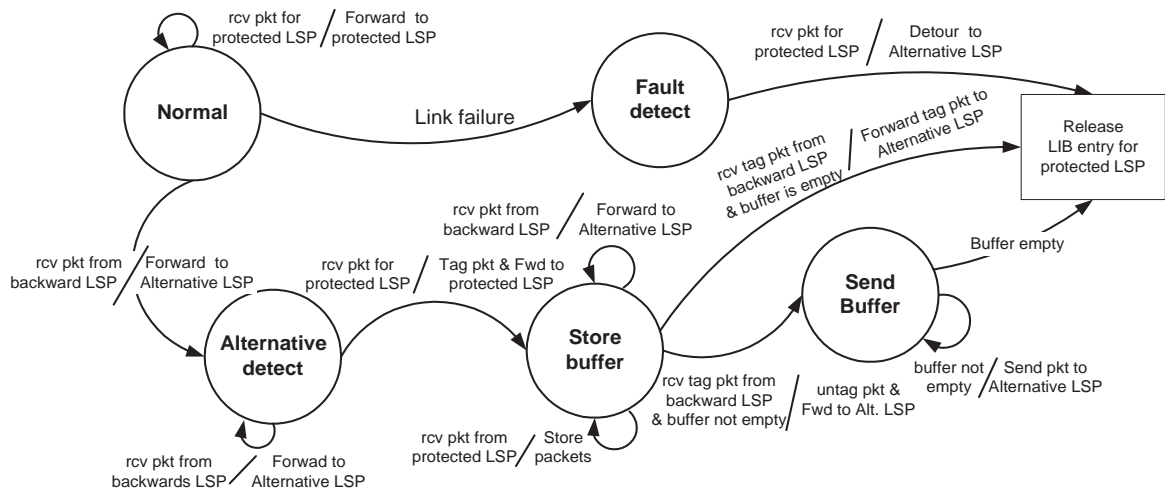 rcv pkt for protected LSP / Forward to protected LSP
Normal
Link failure
Fault detect
rcv pkt for protected LSP / Detour to Alternative LSP
Release
LIB entry for
protected LSP
rcv tag pkt from backward LSP & buffer is empty / Forward tag pkt to Alternative LSP
rcv pkt from backward LSP / Forward to Alternative LSP
rcv pkt for protected LSP / Tag pkt & Fwd to protected LSP
rcv pkt from backward LSP / Forward to Alternative LSP
Buffer empty
Send Buffer
Alternative detect
Store buffer
rcv tag pkt from backward LSP & buffer not empty / untag pkt & Fwd to Alt. LSP
buffer not empty / Send pkt to Alternative LSP
rcv pkt from protected LSP / Store packets
rcv pkt from backwards LSP / Forwad to Alternative LSP